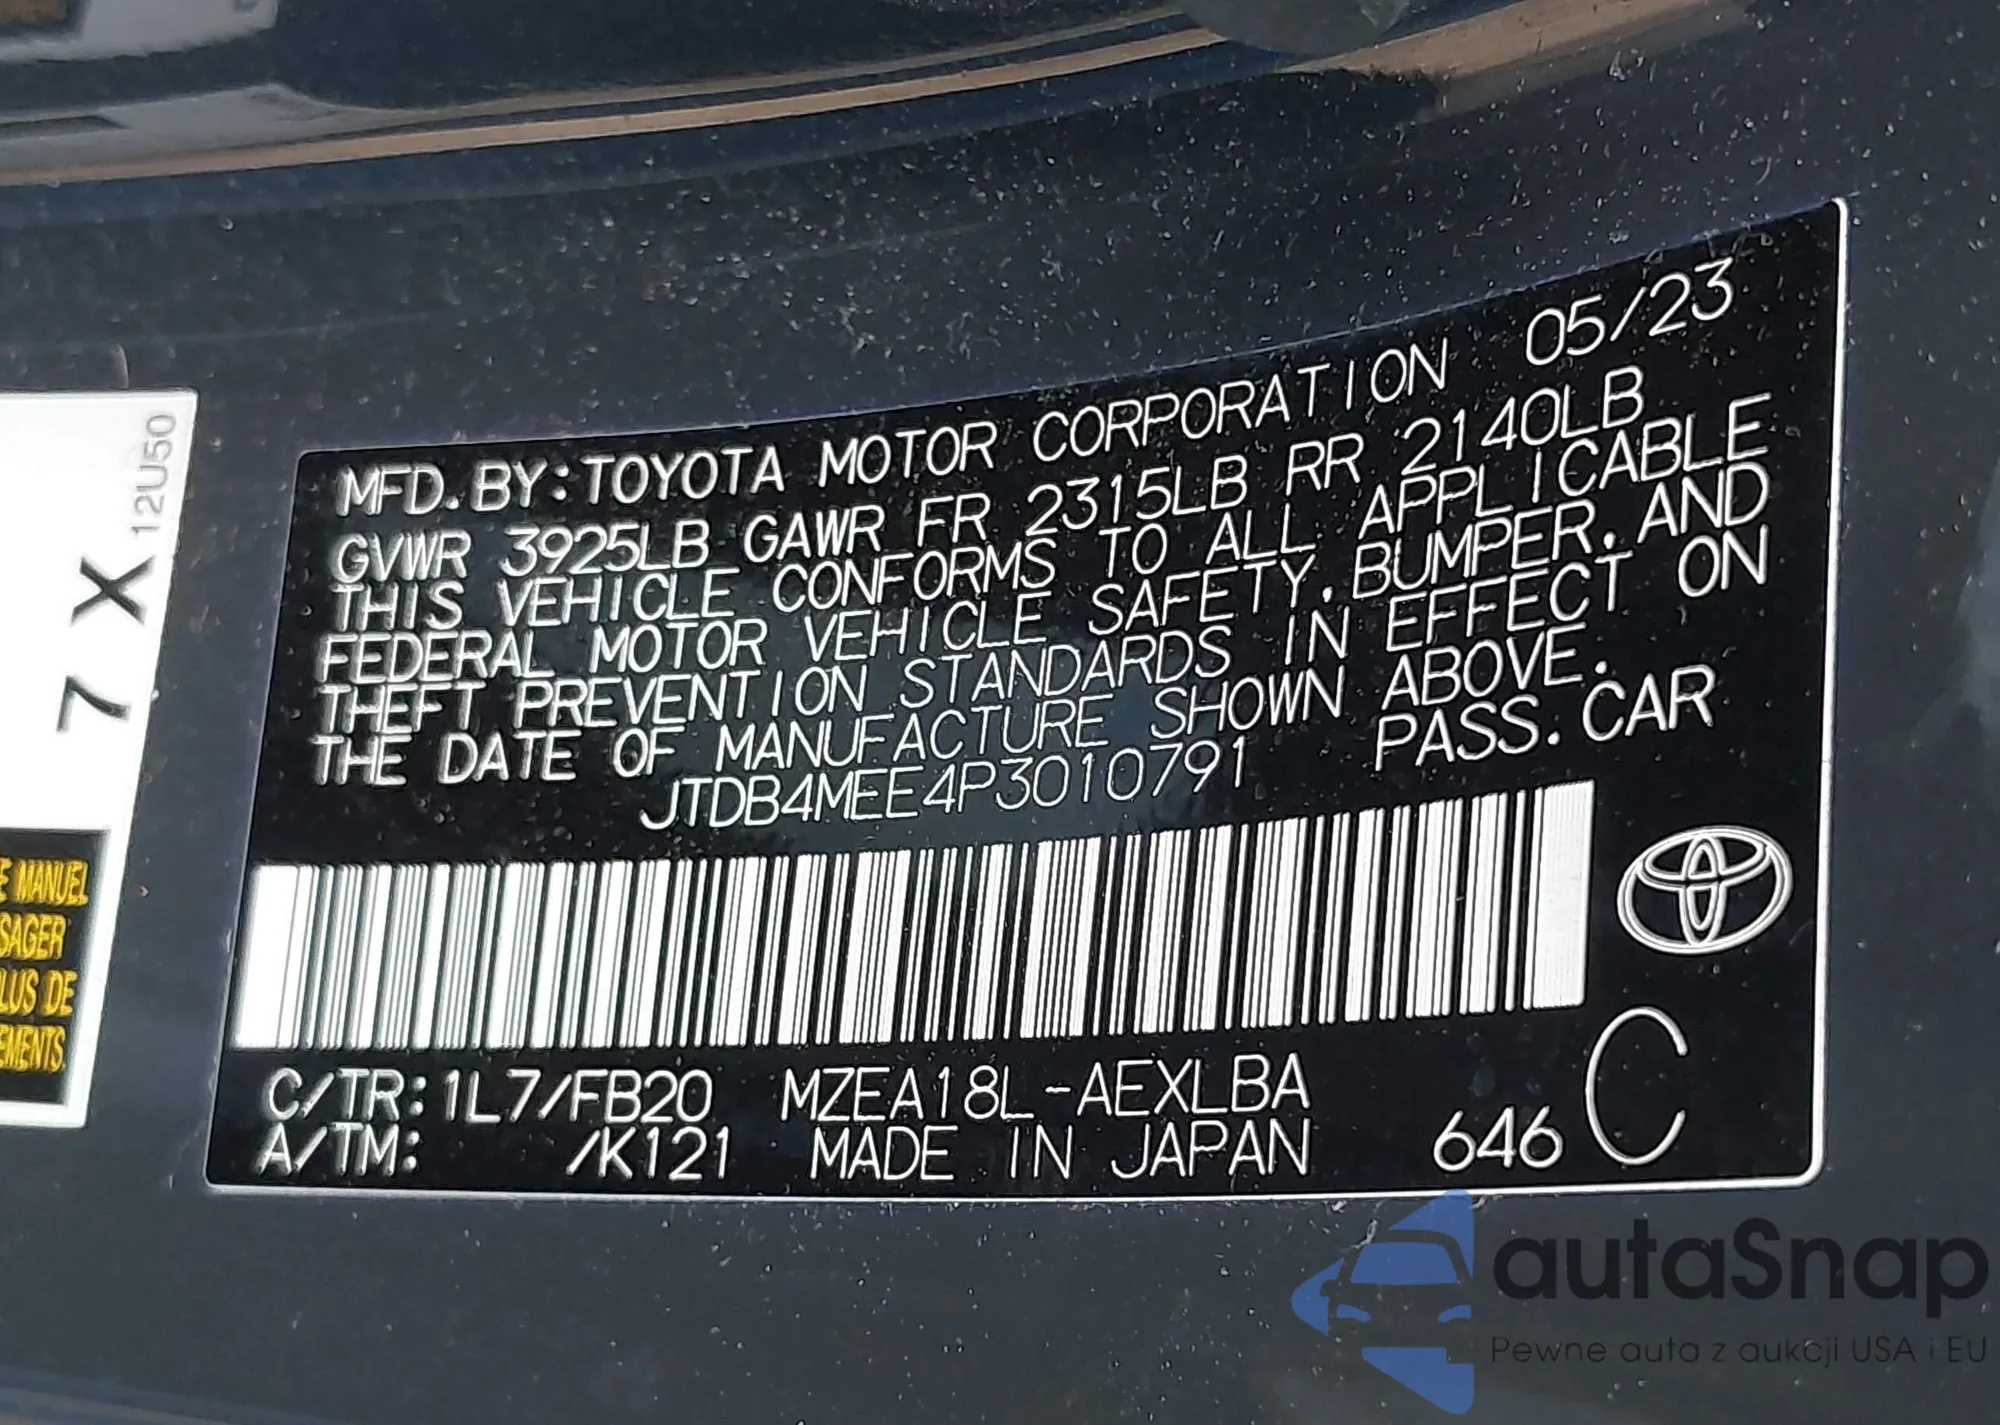 MFD. BY: TOYOTA MOTOR CORPORATION 05/23
GVWR 3925LB GAWR FR 2315LB RR 2140LB
THIS VEHICLE CONFORMS TO ALL APPLICABLE
FEDERAL MOTOR VEHICLE SAFETY, BUMPER, AND
THEFT PREVENTION STANDARDS IN EFFECT ON
THE DATE OF MANUFACTURE SHOWN ABOVE.
JTDB4MEE4P3010791 PASS. CAR
C/TR: 1L7/FB20 MZEA18L-AEXLBA
A/TM: /K121 MADE IN JAPAN 646 C
7 X
12U50
MANUEL
LUS DE
autaSnap
Pewne auta z aukcji USA i EU